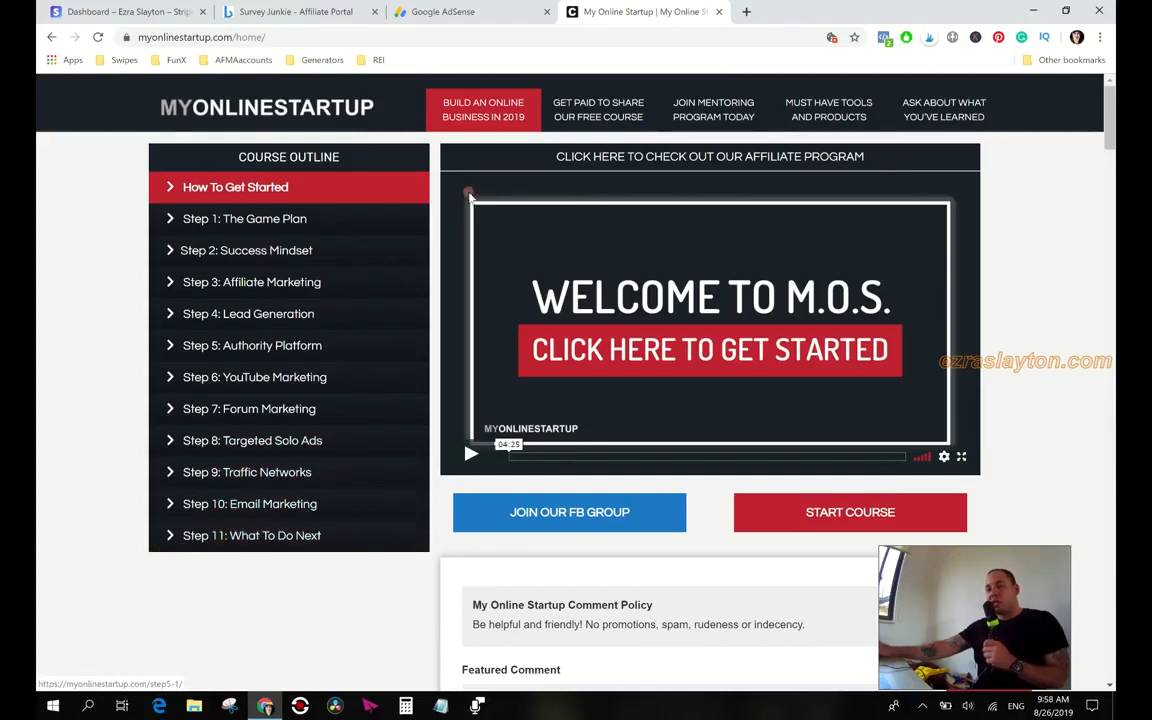 Dashboard – Ezra Slayton – Strip
Survey Junkie - Affiliate Portal
Google AdSense
My Online Startup | My Online S
myonlinestartup.com/home/
Apps
Swipes
FunX
AFMAaccounts
Generators
REI
Other bookmarks
MYONLINESTARTUP
BUILD AN ONLINE
BUSINESS IN 2019
GET PAID TO SHARE
OUR FREE COURSE
JOIN MENTORING
PROGRAM TODAY
MUST HAVE TOOLS
AND PRODUCTS
ASK ABOUT WHAT
YOU'VE LEARNED
COURSE OUTLINE
How To Get Started
Step 1: The Game Plan
Step 2: Success Mindset
Step 3: Affiliate Marketing
Step 4: Lead Generation
Step 5: Authority Platform
Step 6: YouTube Marketing
Step 7: Forum Marketing
Step 8: Targeted Solo Ads
Step 9: Traffic Networks
Step 10: Email Marketing
Step 11: What To Do Next
CLICK HERE TO CHECK OUT OUR AFFILIATE PROGRAM
WELCOME TO M.O.S.
CLICK HERE TO GET STARTED
MYONLINESTARTUP
04:25
ezraslayton.com
JOIN OUR FB GROUP
START COURSE
My Online Startup Comment Policy
Be helpful and friendly! No promotions, spam, rudeness or indecency.
Featured Comment
https://myonlinestartup.com/step5-1/
ENG
9:58 AM
8/26/2019